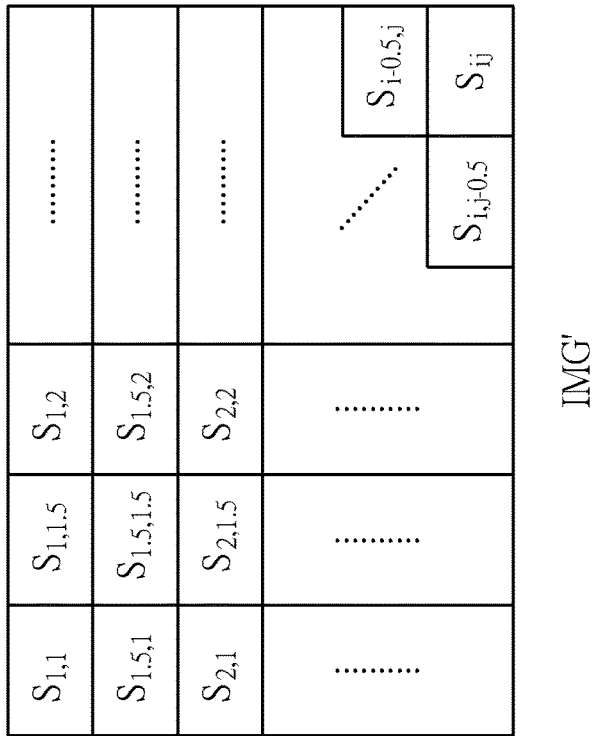 S1,1 S1,1.5 S1,2 ..........
S1.5,1 S1.5,1.5 S1.5,2 ..........
S2,1 S2,1.5 S2,2 ..........
.......... .......... .......... .......... Si-0.5,j
Si,j-0.5 Sij
IMG'